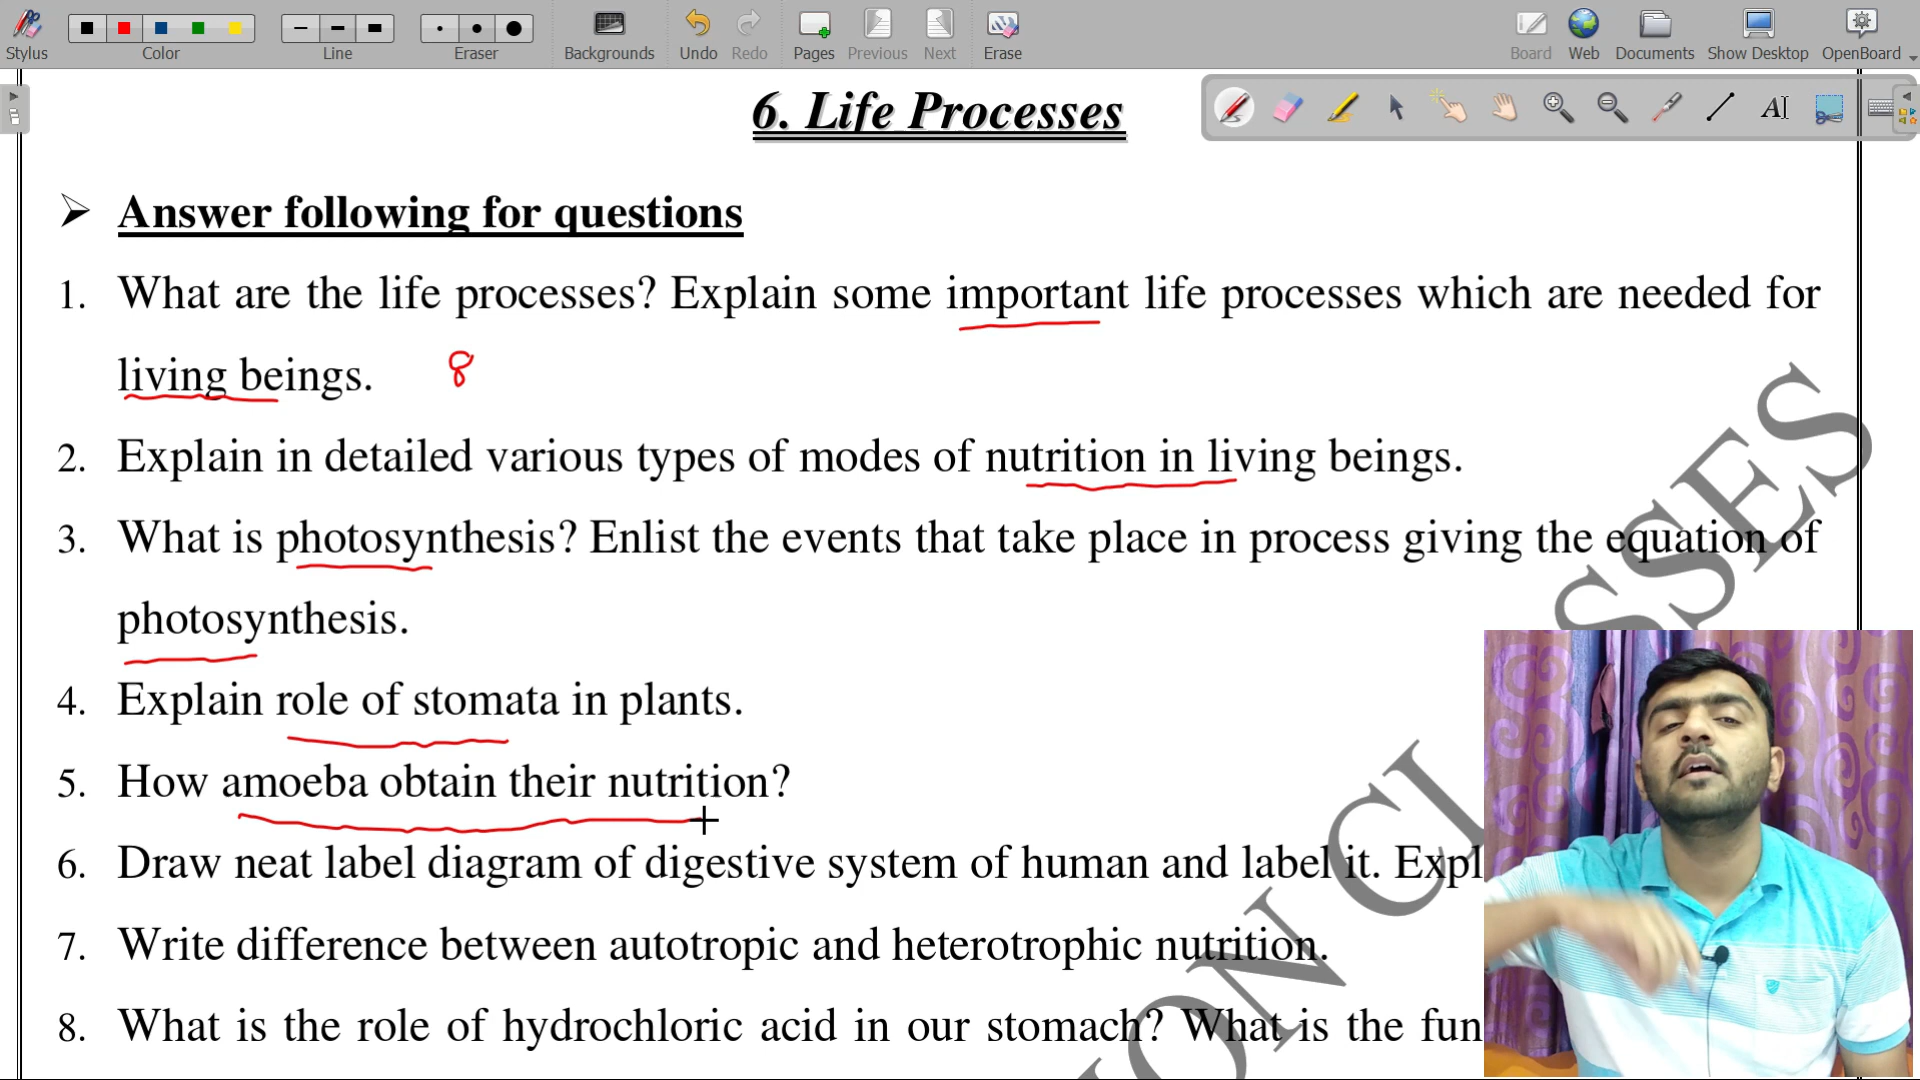 Stylus
Color
Line
Eraser
Backgrounds
Undo
Redo
Pages
Previous
Next
Erase
Board
Web
Documents
Show Desktop
OpenBoard
6. Life Processes
Answer following for questions
1. What are the life processes? Explain some important life processes which are needed for
living beings. 8
2. Explain in detailed various types of modes of nutrition in living beings.
3. What is photosynthesis? Enlist the events that take place in process giving the equation of
photosynthesis.
4. Explain role of stomata in plants.
5. How amoeba obtain their nutrition?
6. Draw neat label diagram of digestive system of human and label it. Expl
7. Write difference between autotropic and heterotrophic nutrition.
8. What is the role of hydrochloric acid in our stomach? What is the fun